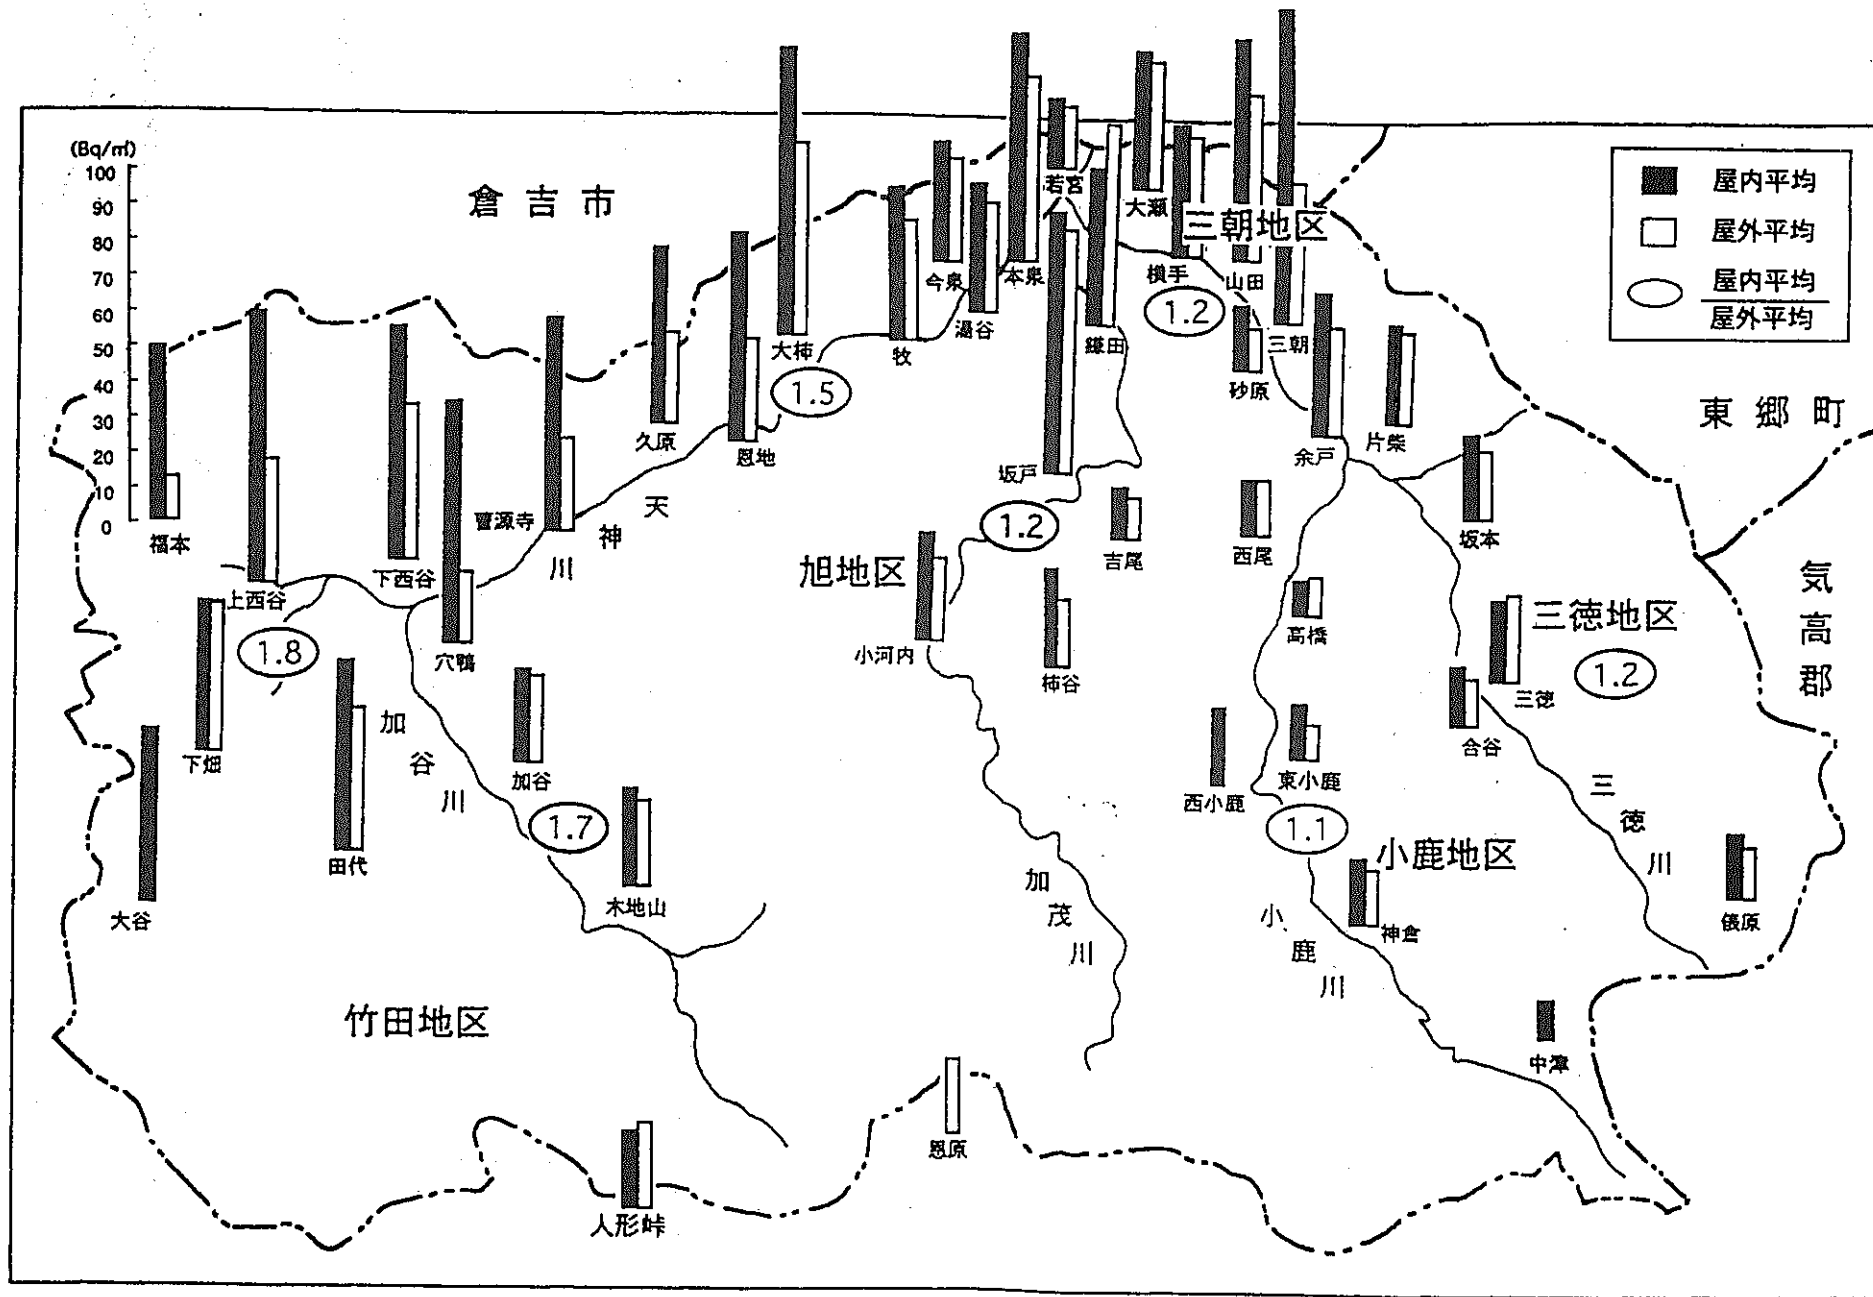 (Bq/㎥)
100
90
80
70
60
50
40
30
20
10
0
倉吉市
屋内平均
屋外平均
屋内平均
屋外平均
三朝地区
若宮
大瀬
今泉
本泉
横手
山田
湯谷
鎌田
三朝
大柿
牧
1.2
砂原
1.5
久原
恩地
坂戸
余戸
片柴
東郷町
福本
曹源寺
天
神
川
1.2
吉尾
西尾
坂本
上西谷
下西谷
旭地区
気
高
郡
三徳地区
1.8
穴鴨
小河内
柿谷
高橋
三徳
1.2
下畑
加
谷
川
加谷
西小鹿
東小鹿
合谷
三
徳
川
1.7
1.1
田代
小鹿地区
大谷
木地山
加
茂
川
小
鹿
川
神倉
俵原
竹田地区
中津
恩原
人形峠